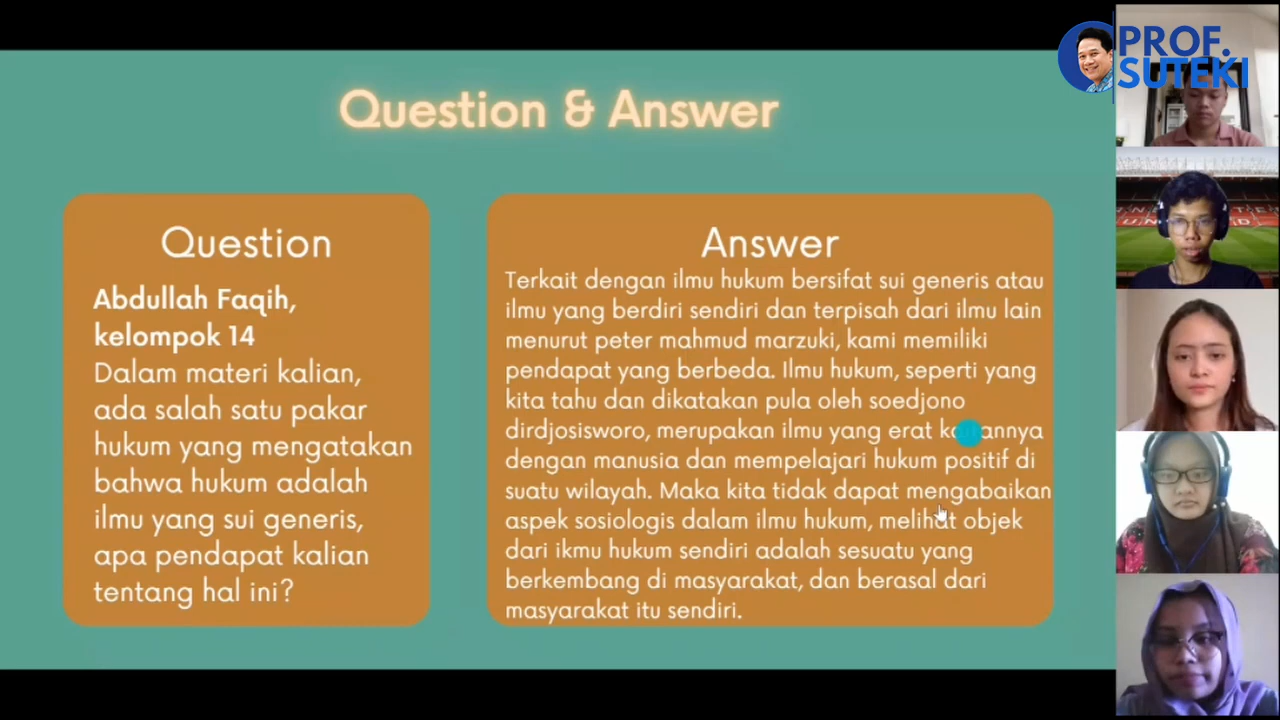 Question & Answer
Question
Abdullah Faqih,
kelompok 14
Dalam materi kalian,
ada salah satu pakar
hukum yang mengatakan
bahwa hukum adalah
ilmu yang sui generis,
apa pendapat kalian
tentang hal ini?
Answer
Terkait dengan ilmu hukum bersifat sui generis atau
ilmu yang berdiri sendiri dan terpisah dari ilmu lain
menurut peter mahmud marzuki, kami memiliki
pendapat yang berbeda. Ilmu hukum, seperti yang
kita tahu dan dikatakan pula oleh soedjono
dirdjosisworo, merupakan ilmu yang erat kaitannya
dengan manusia dan mempelajari hukum positif di
suatu wilayah. Maka kita tidak dapat mengabaikan
aspek sosiologis dalam ilmu hukum, melihat objek
dari ikmu hukum sendiri adalah sesuatu yang
berkembang di masyarakat, dan berasal dari
masyarakat itu sendiri.
PROF.
SUTEKI